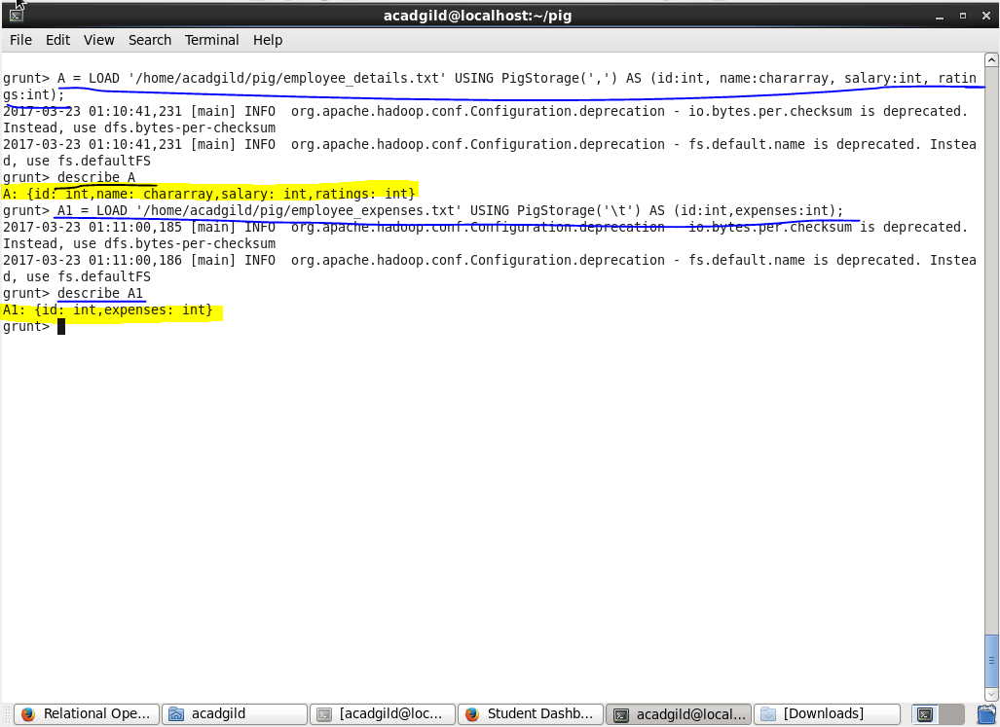 acadgild@localhost:~/pig
File Edit View Search Terminal Help
grunt> A = LOAD '/home/acadgild/pig/employee_details.txt' USING PigStorage(',') AS (id:int, name:chararray, salary:int, ratin
gs:int);
2017-03-23 01:10:41,231 [main] INFO  org.apache.hadoop.conf.Configuration.deprecation - io.bytes.per.checksum is deprecated.
Instead, use dfs.bytes-per-checksum
2017-03-23 01:10:41,231 [main] INFO  org.apache.hadoop.conf.Configuration.deprecation - fs.default.name is deprecated. Instea
d, use fs.defaultFS
grunt> describe A
A: {id: int,name: chararray,salary: int,ratings: int}
grunt> A1 = LOAD '/home/acadgild/pig/employee_expenses.txt' USING PigStorage('\t') AS (id:int,expenses:int);
2017-03-23 01:11:00,185 [main] INFO  org.apache.hadoop.conf.Configuration.deprecation - io.bytes.per.checksum is deprecated.
Instead, use dfs.bytes-per-checksum
2017-03-23 01:11:00,186 [main] INFO  org.apache.hadoop.conf.Configuration.deprecation - fs.default.name is deprecated. Instea
d, use fs.defaultFS
grunt> describe A1
A1: {id: int,expenses: int}
grunt>
Relational Ope... acadgild [acadgild@loc... Student Dashb... acadgild@local... [Downloads]